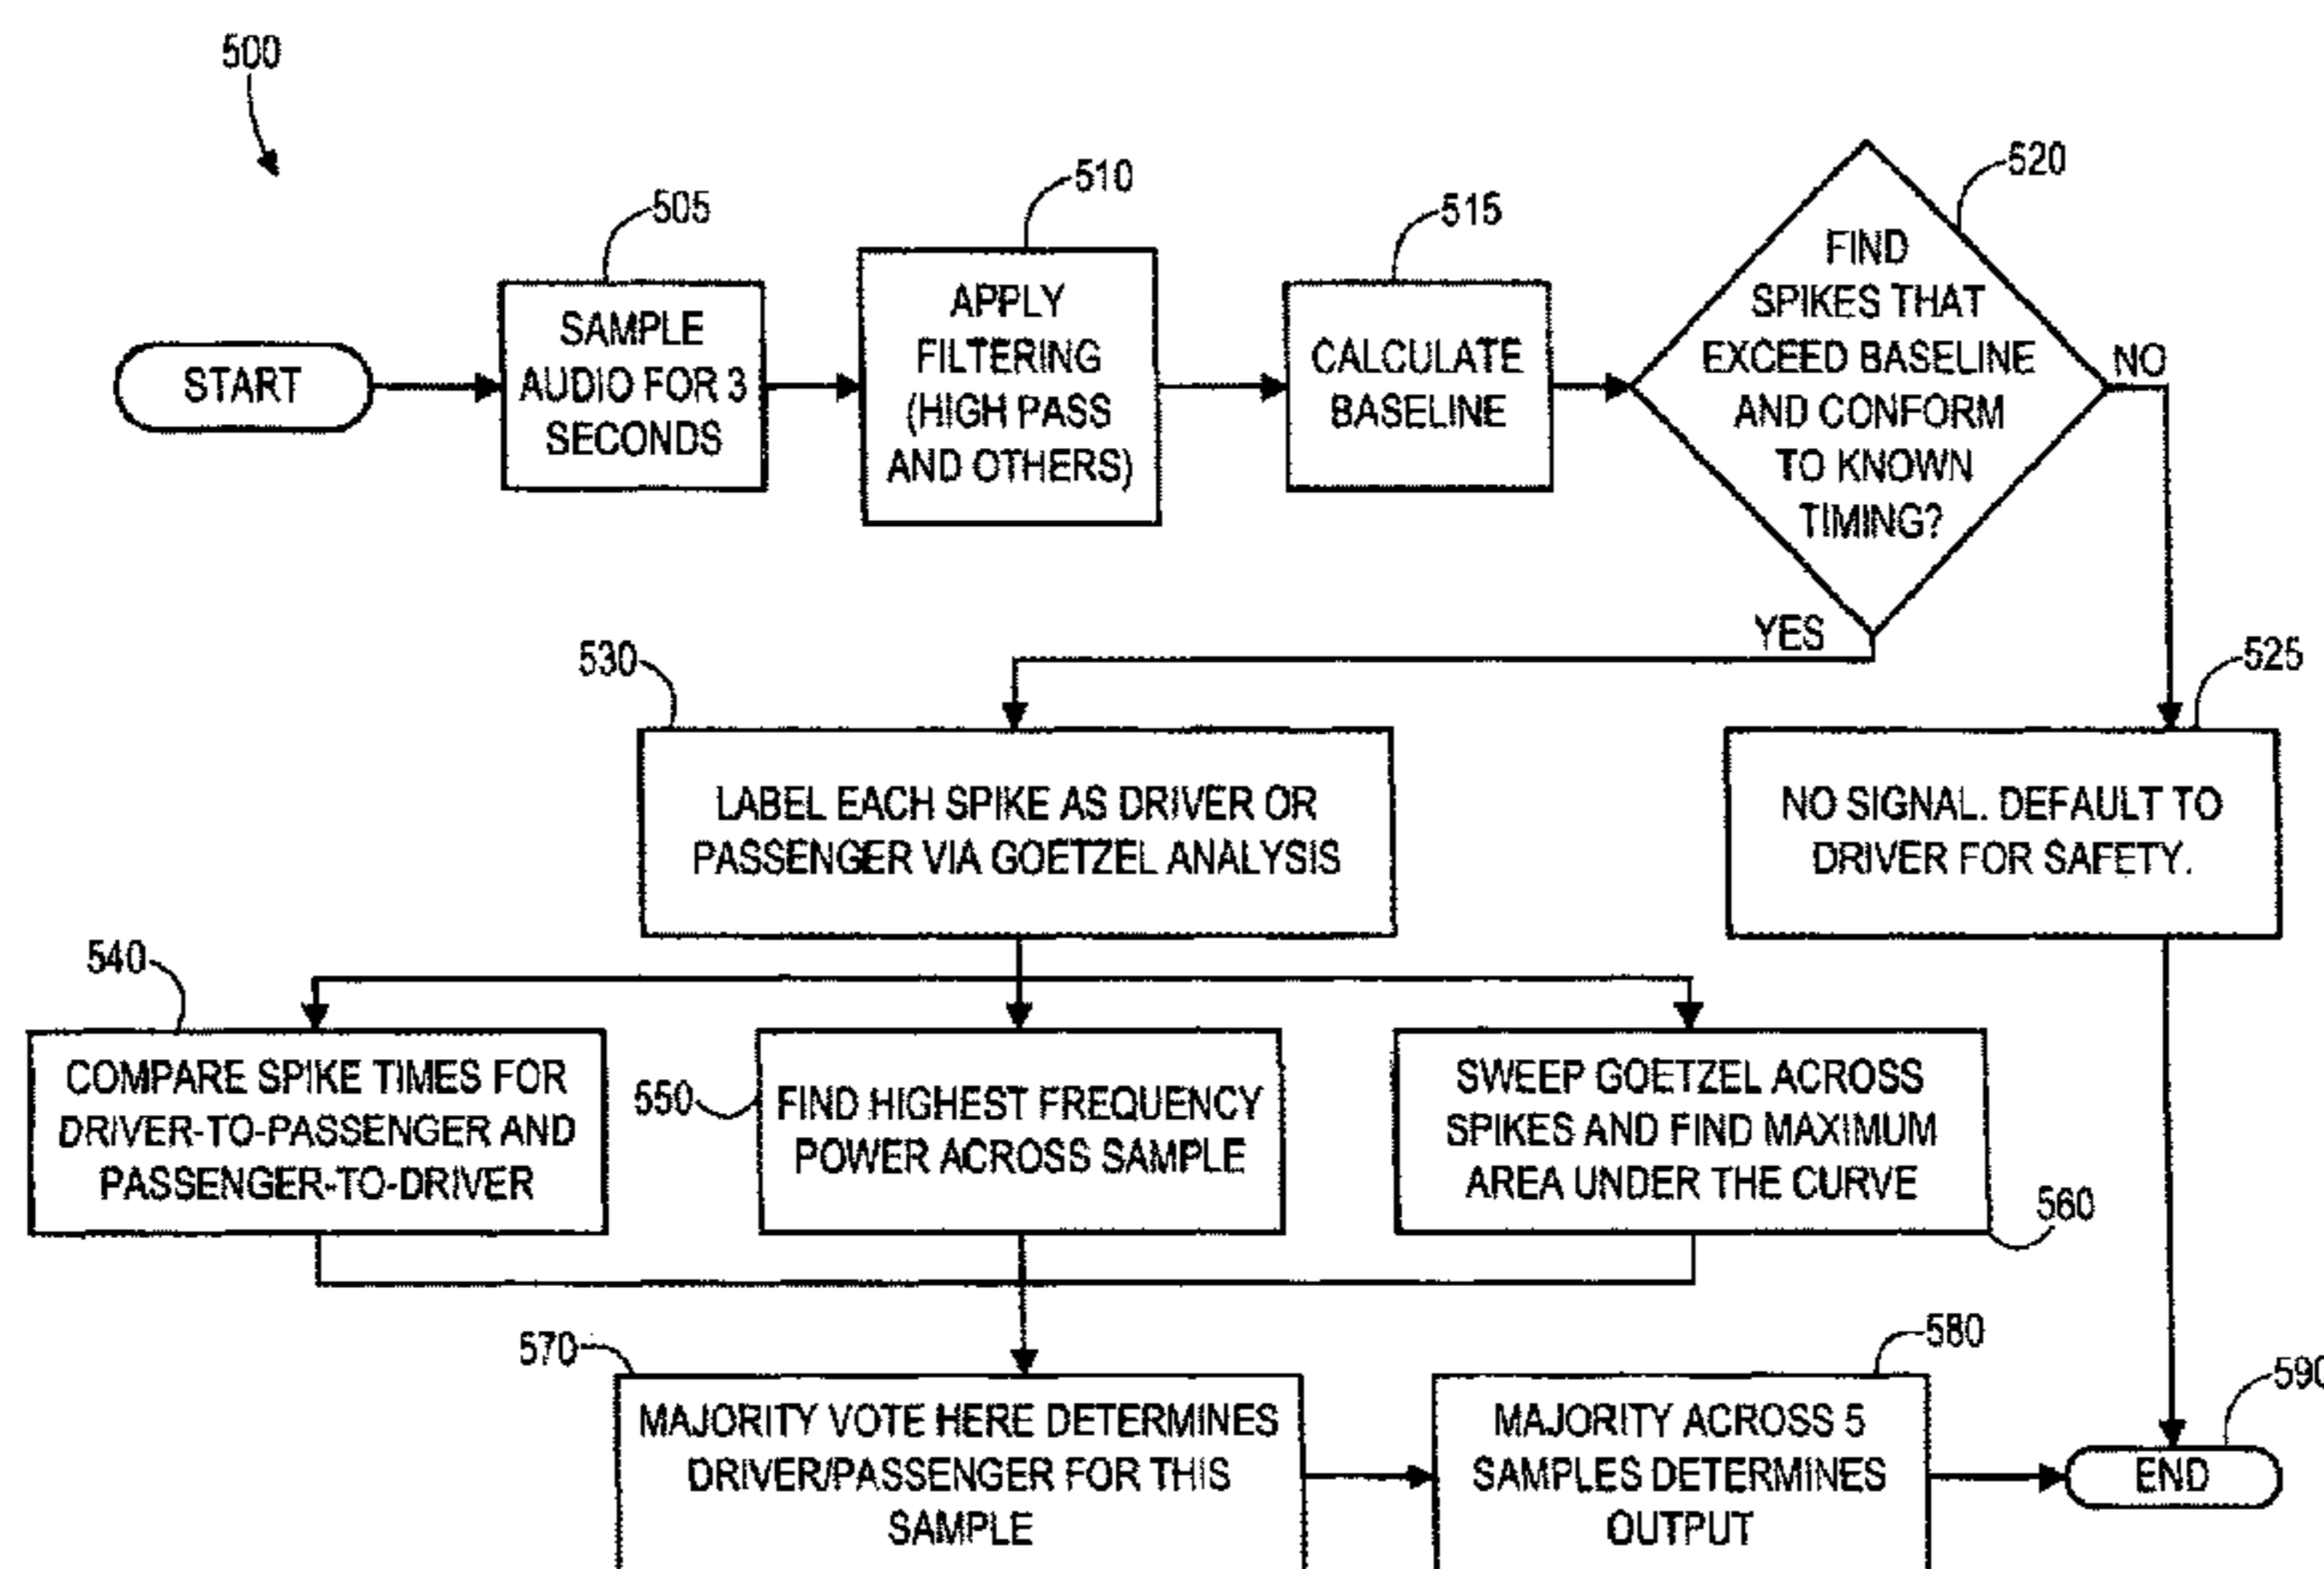 500
505
510
515
520
START
SAMPLE
AUDIO FOR 3
SECONDS
APPLY
FILTERING
(HIGH PASS
AND OTHERS)
CALCULATE
BASELINE
FIND
SPIKES THAT
EXCEED BASELINE
AND CONFORM
TO KNOWN
TIMING?
NO
YES
530
525
LABEL EACH SPIKE AS DRIVER OR
PASSENGER VIA GOETZEL ANALYSIS
NO SIGNAL. DEFAULT TO
DRIVER FOR SAFETY.
540
COMPARE SPIKE TIMES FOR
DRIVER-TO-PASSENGER AND
PASSENGER-TO-DRIVER
550
FIND HIGHEST FREQUENCY
POWER ACROSS SAMPLE
SWEEP GOETZEL ACROSS
SPIKES AND FIND MAXIMUM
AREA UNDER THE CURVE
560
570
MAJORITY VOTE HERE DETERMINES
DRIVER/PASSENGER FOR THIS
SAMPLE
580
MAJORITY ACROSS 5
SAMPLES DETERMINES
OUTPUT
590
END